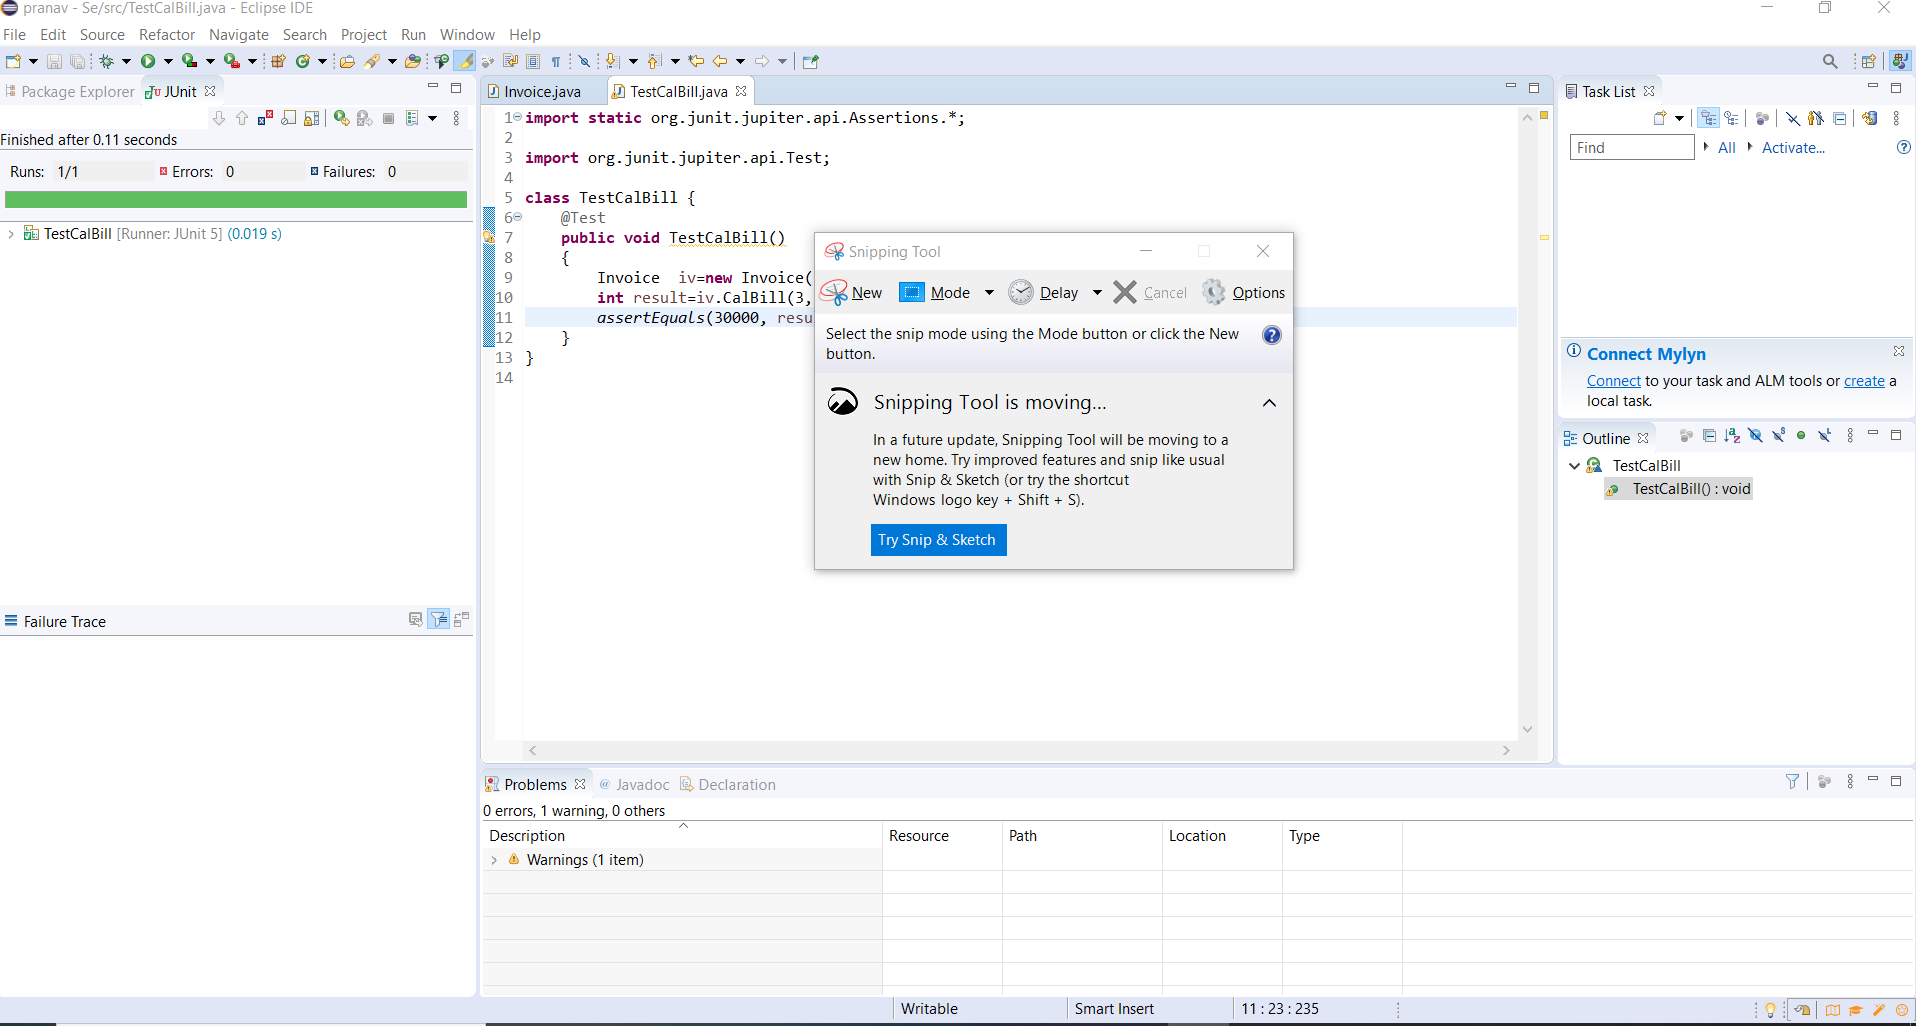 pranav - Se/src/TestCalBill.java - Eclipse IDE
File Edit Source Refactor Navigate Search Project Run Window Help
Package Explorer JUnit
Finished after 0.11 seconds
Runs: 1/1 Errors: 0 Failures: 0
TestCalBill [Runner: JUnit 5] (0.019 s)
Failure Trace
Invoice.java TestCalBill.java
1 import static org.junit.jupiter.api.Assertions.*;
2
3 import org.junit.jupiter.api.Test;
4
5 class TestCalBill {
6 @Test
7 public void TestCalBill()
8 {
9 Invoice iv=new Invoice(
10 int result=iv.CalBill(3,
11 assertEquals(30000, resu
12 }
13 }
14
Snipping Tool
New Mode Delay Cancel Options
Select the snip mode using the Mode button or click the New
button.
Snipping Tool is moving...
In a future update, Snipping Tool will be moving to a
new home. Try improved features and snip like usual
with Snip & Sketch (or try the shortcut
Windows logo key + Shift + S).
Try Snip & Sketch
Task List
Find All Activate...
Connect Mylyn
Connect to your task and ALM tools or create a
local task.
Outline
TestCalBill
TestCalBill() : void
Problems @ Javadoc Declaration
0 errors, 1 warning, 0 others
Description Resource Path Location Type
Warnings (1 item)
Writable Smart Insert 11 : 23 : 235